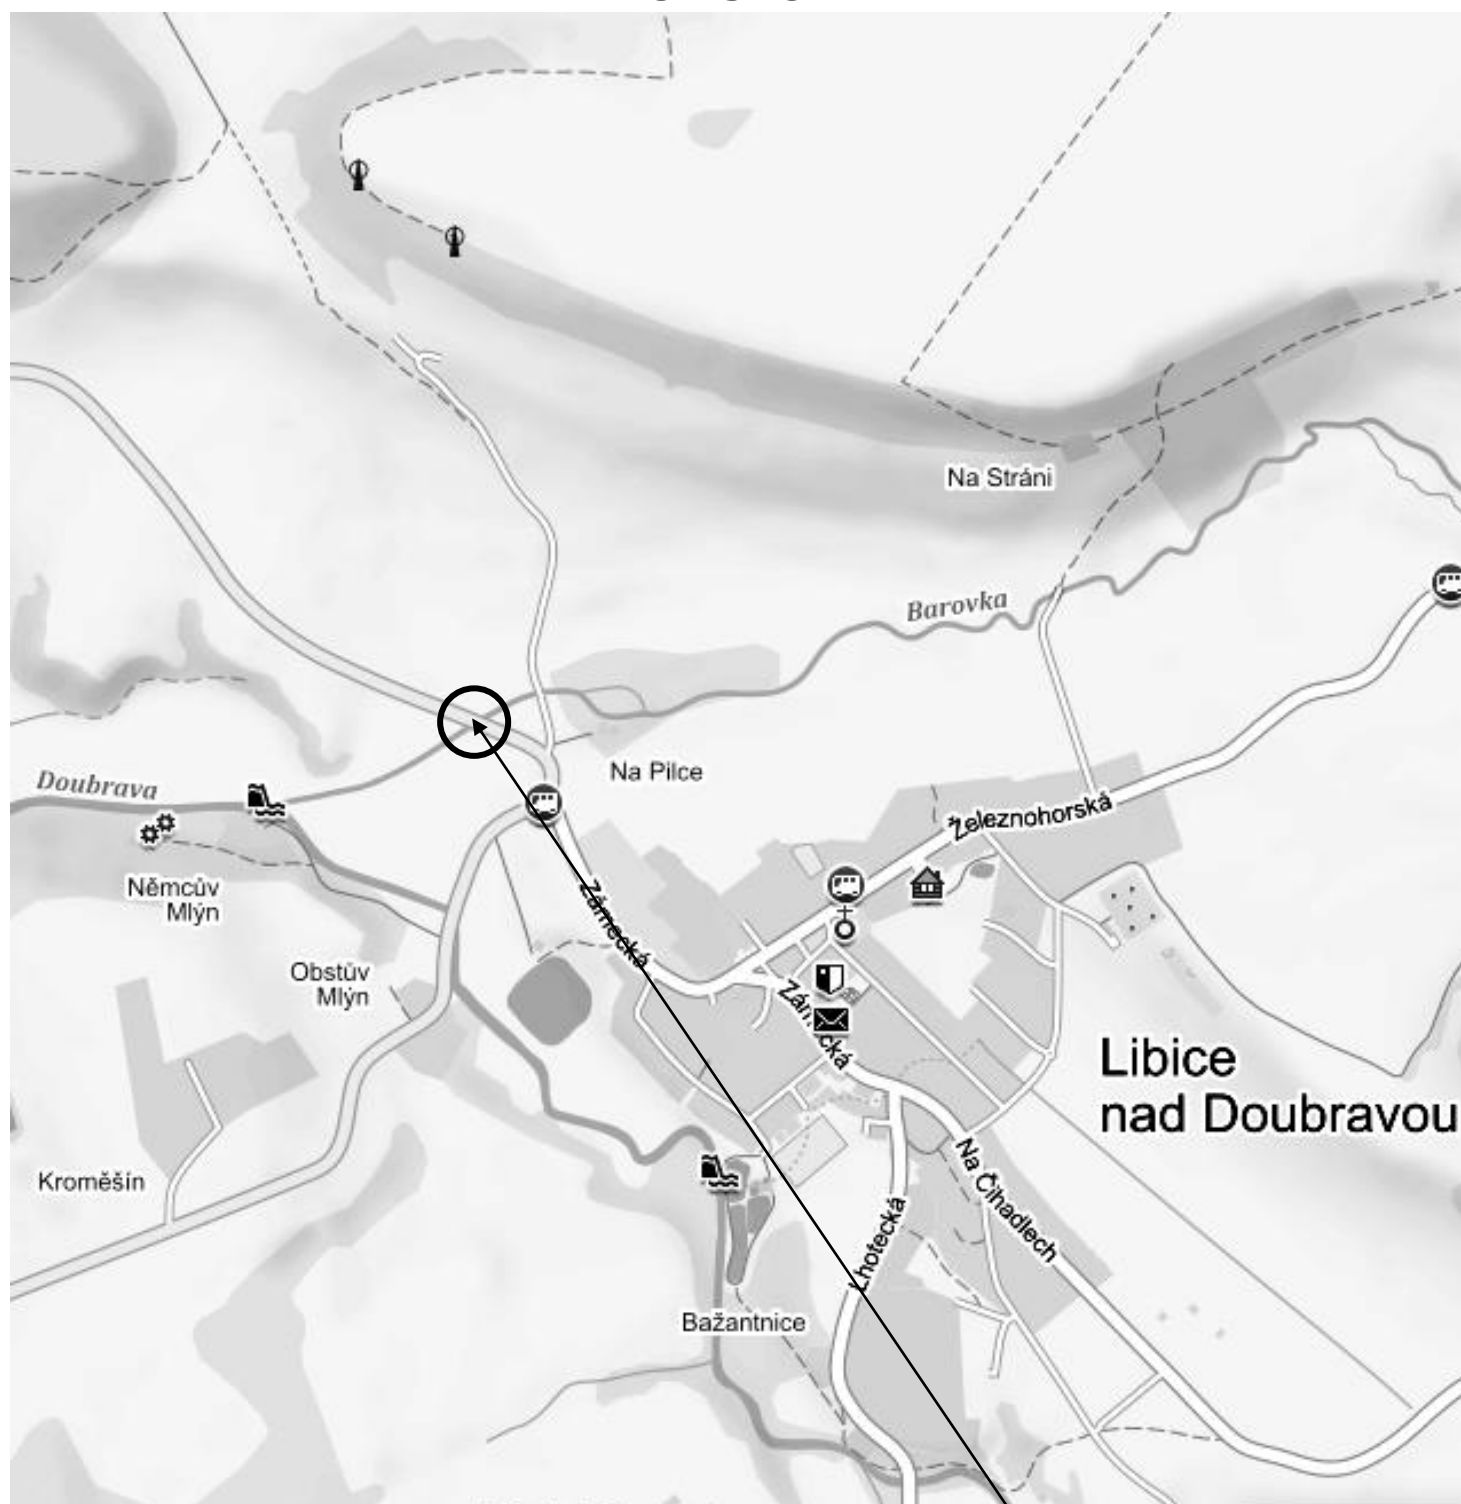 Na Stráni
Barovka
Na Pilce
Doubrava
Železnohorská
Němcův
Mlýn
Zámecká
Obstův
Mlýn
Zámecká
Libice
nad Doubravou
Kroměšín
Na Čihadlech
Lhotecká
Bažantnice